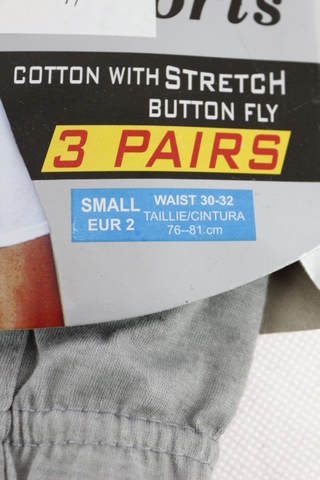 COTTON WITH STRETCH
BUTTON FLY
3 PAIRS
SMALL
EUR 2
WAIST 30-32
TAILLIE/CINTURA
76--81 cm